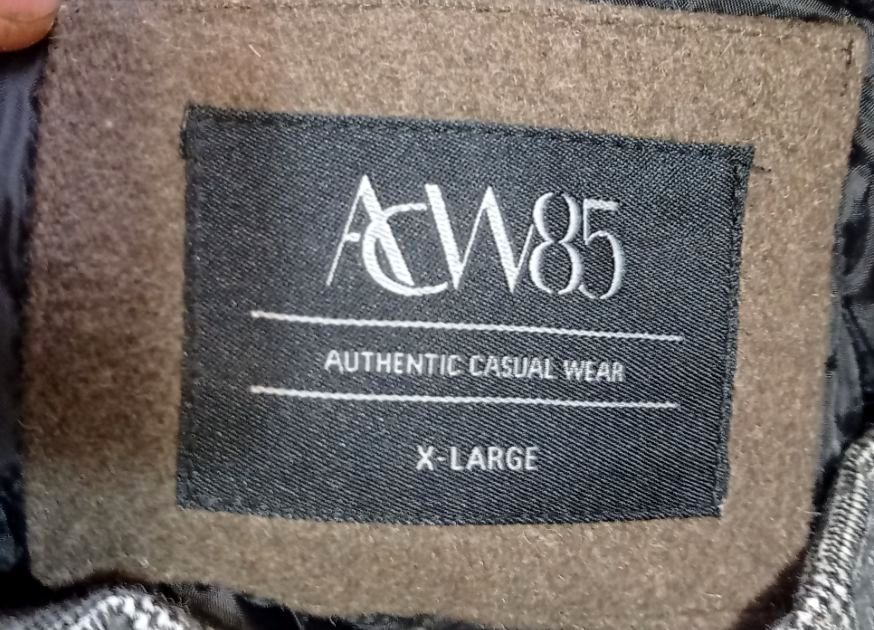 ACW85
AUTHENTIC CASUAL WEAR
X-LARGE